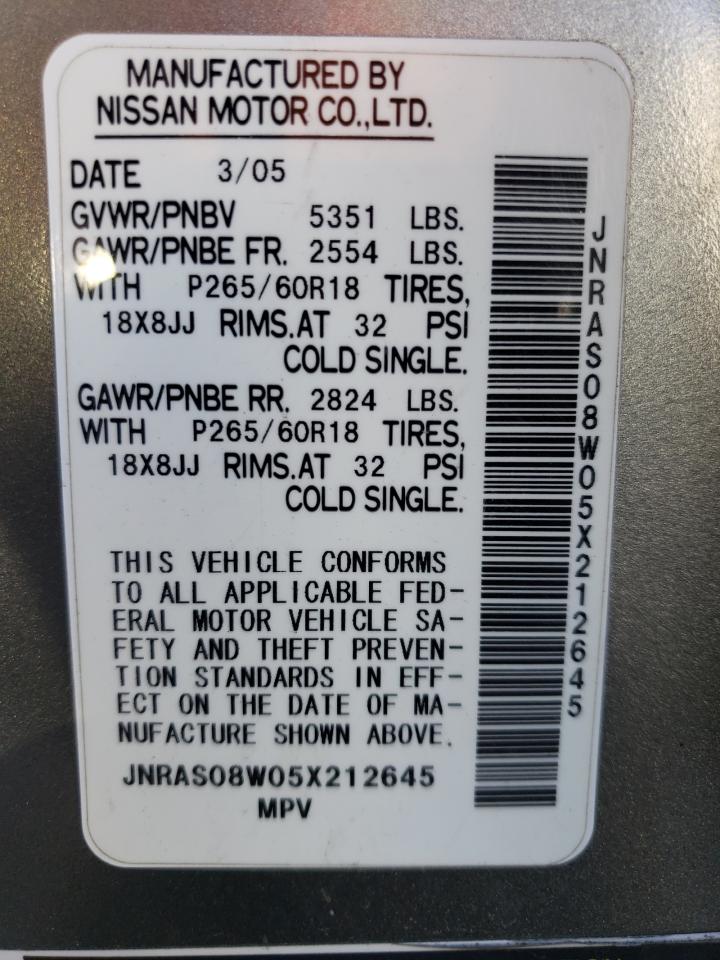 MANUFACTURED BY
NISSAN MOTOR CO.,LTD.
DATE 3/05
GVWR/PNBV 5351 LBS.
GAWR/PNBE FR. 2554 LBS.
WITH P265/60R18 TIRES,
18X8JJ RIMS.AT 32 PSI
COLD SINGLE.
GAWR/PNBE RR. 2824 LBS.
WITH P265/60R18 TIRES,
18X8JJ RIMS.AT 32 PSI
COLD SINGLE.
THIS VEHICLE CONFORMS
TO ALL APPLICABLE FED-
ERAL MOTOR VEHICLE SA-
FETY AND THEFT PREVEN-
TION STANDARDS IN EFF-
ECT ON THE DATE OF MA-
NUFACTURE SHOWN ABOVE.
JNRAS08W05X212645
MPV
JNRAS08W05X212645